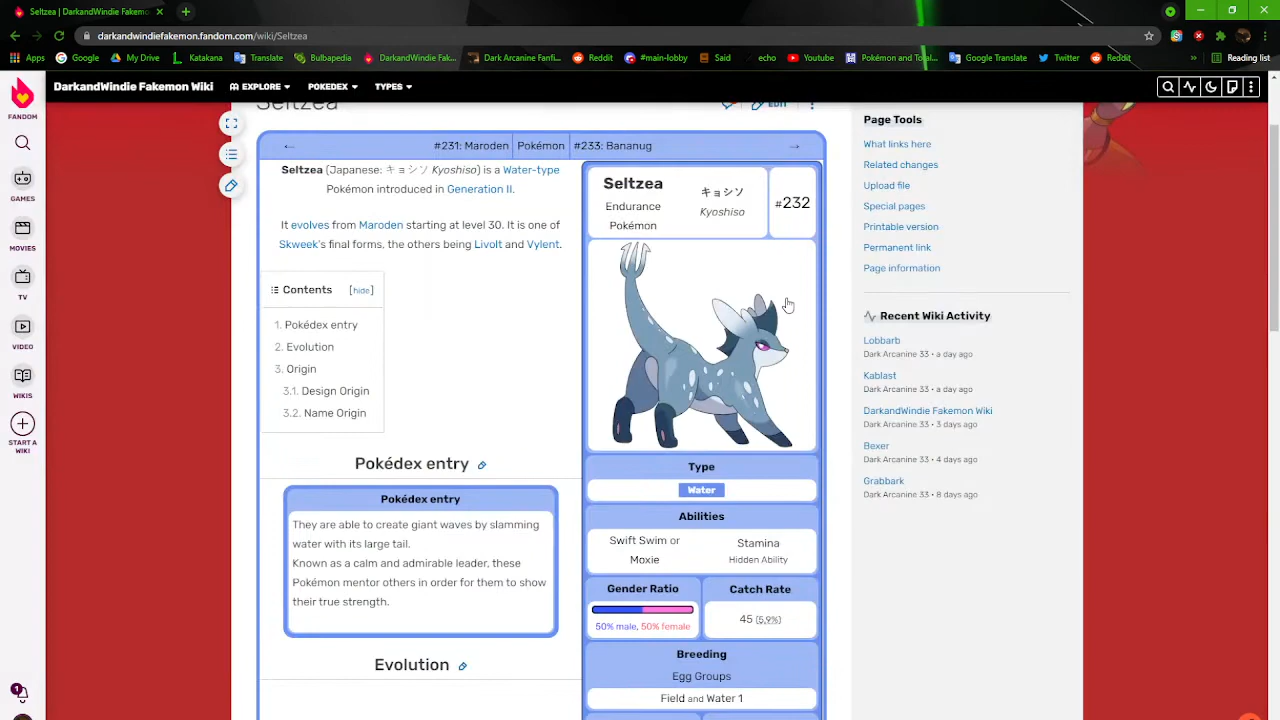 Seltzea | DarkandWindie Fakemon
darkandwindiefakemon.fandom.com/wiki/Seltzea
Apps Google My Drive Katakana Translate Bulbapedia DarkandWindie Fak... Dark Arcanine Fanfi... Reddit #main-lobby Said echo Youtube Pokémon and Total... Google Translate Twitter Reddit » Reading list
DarkandWindie Fakemon Wiki EXPLORE POKEDEX TYPES
FANDOM
GAMES
MOVIES
TV
VIDEO
WIKIS
START A
WIKI
1
Seltzea
EDIT
← #231: Maroden Pokémon #233: Bananug →
Seltzea (Japanese: キョシソ Kyoshiso) is a Water-type
Pokémon introduced in Generation II.
It evolves from Maroden starting at level 30. It is one of
Skweek's final forms, the others being Livolt and Vylent.
Contents [hide]
1. Pokédex entry
2. Evolution
3. Origin
3.1. Design Origin
3.2. Name Origin
Pokédex entry
Pokédex entry
They are able to create giant waves by slamming
water with its large tail.
Known as a calm and admirable leader, these
Pokémon mentor others in order for them to show
their true strength.
Evolution
Seltzea
Endurance
Pokémon
キョシソ
Kyoshiso
#232
Type
Water
Abilities
Swift Swim or
Moxie
Stamina
Hidden Ability
Gender Ratio
50% male, 50% female
Catch Rate
45 (5.9%)
Breeding
Egg Groups
Field and Water 1
Page Tools
What links here
Related changes
Upload file
Special pages
Printable version
Permanent link
Page information
Recent Wiki Activity
Lobbarb
Dark Arcanine 33 • a day ago
Kablast
Dark Arcanine 33 • a day ago
DarkandWindie Fakemon Wiki
Dark Arcanine 33 • 3 days ago
Bexer
Dark Arcanine 33 • 4 days ago
Grabbark
Dark Arcanine 33 • 8 days ago